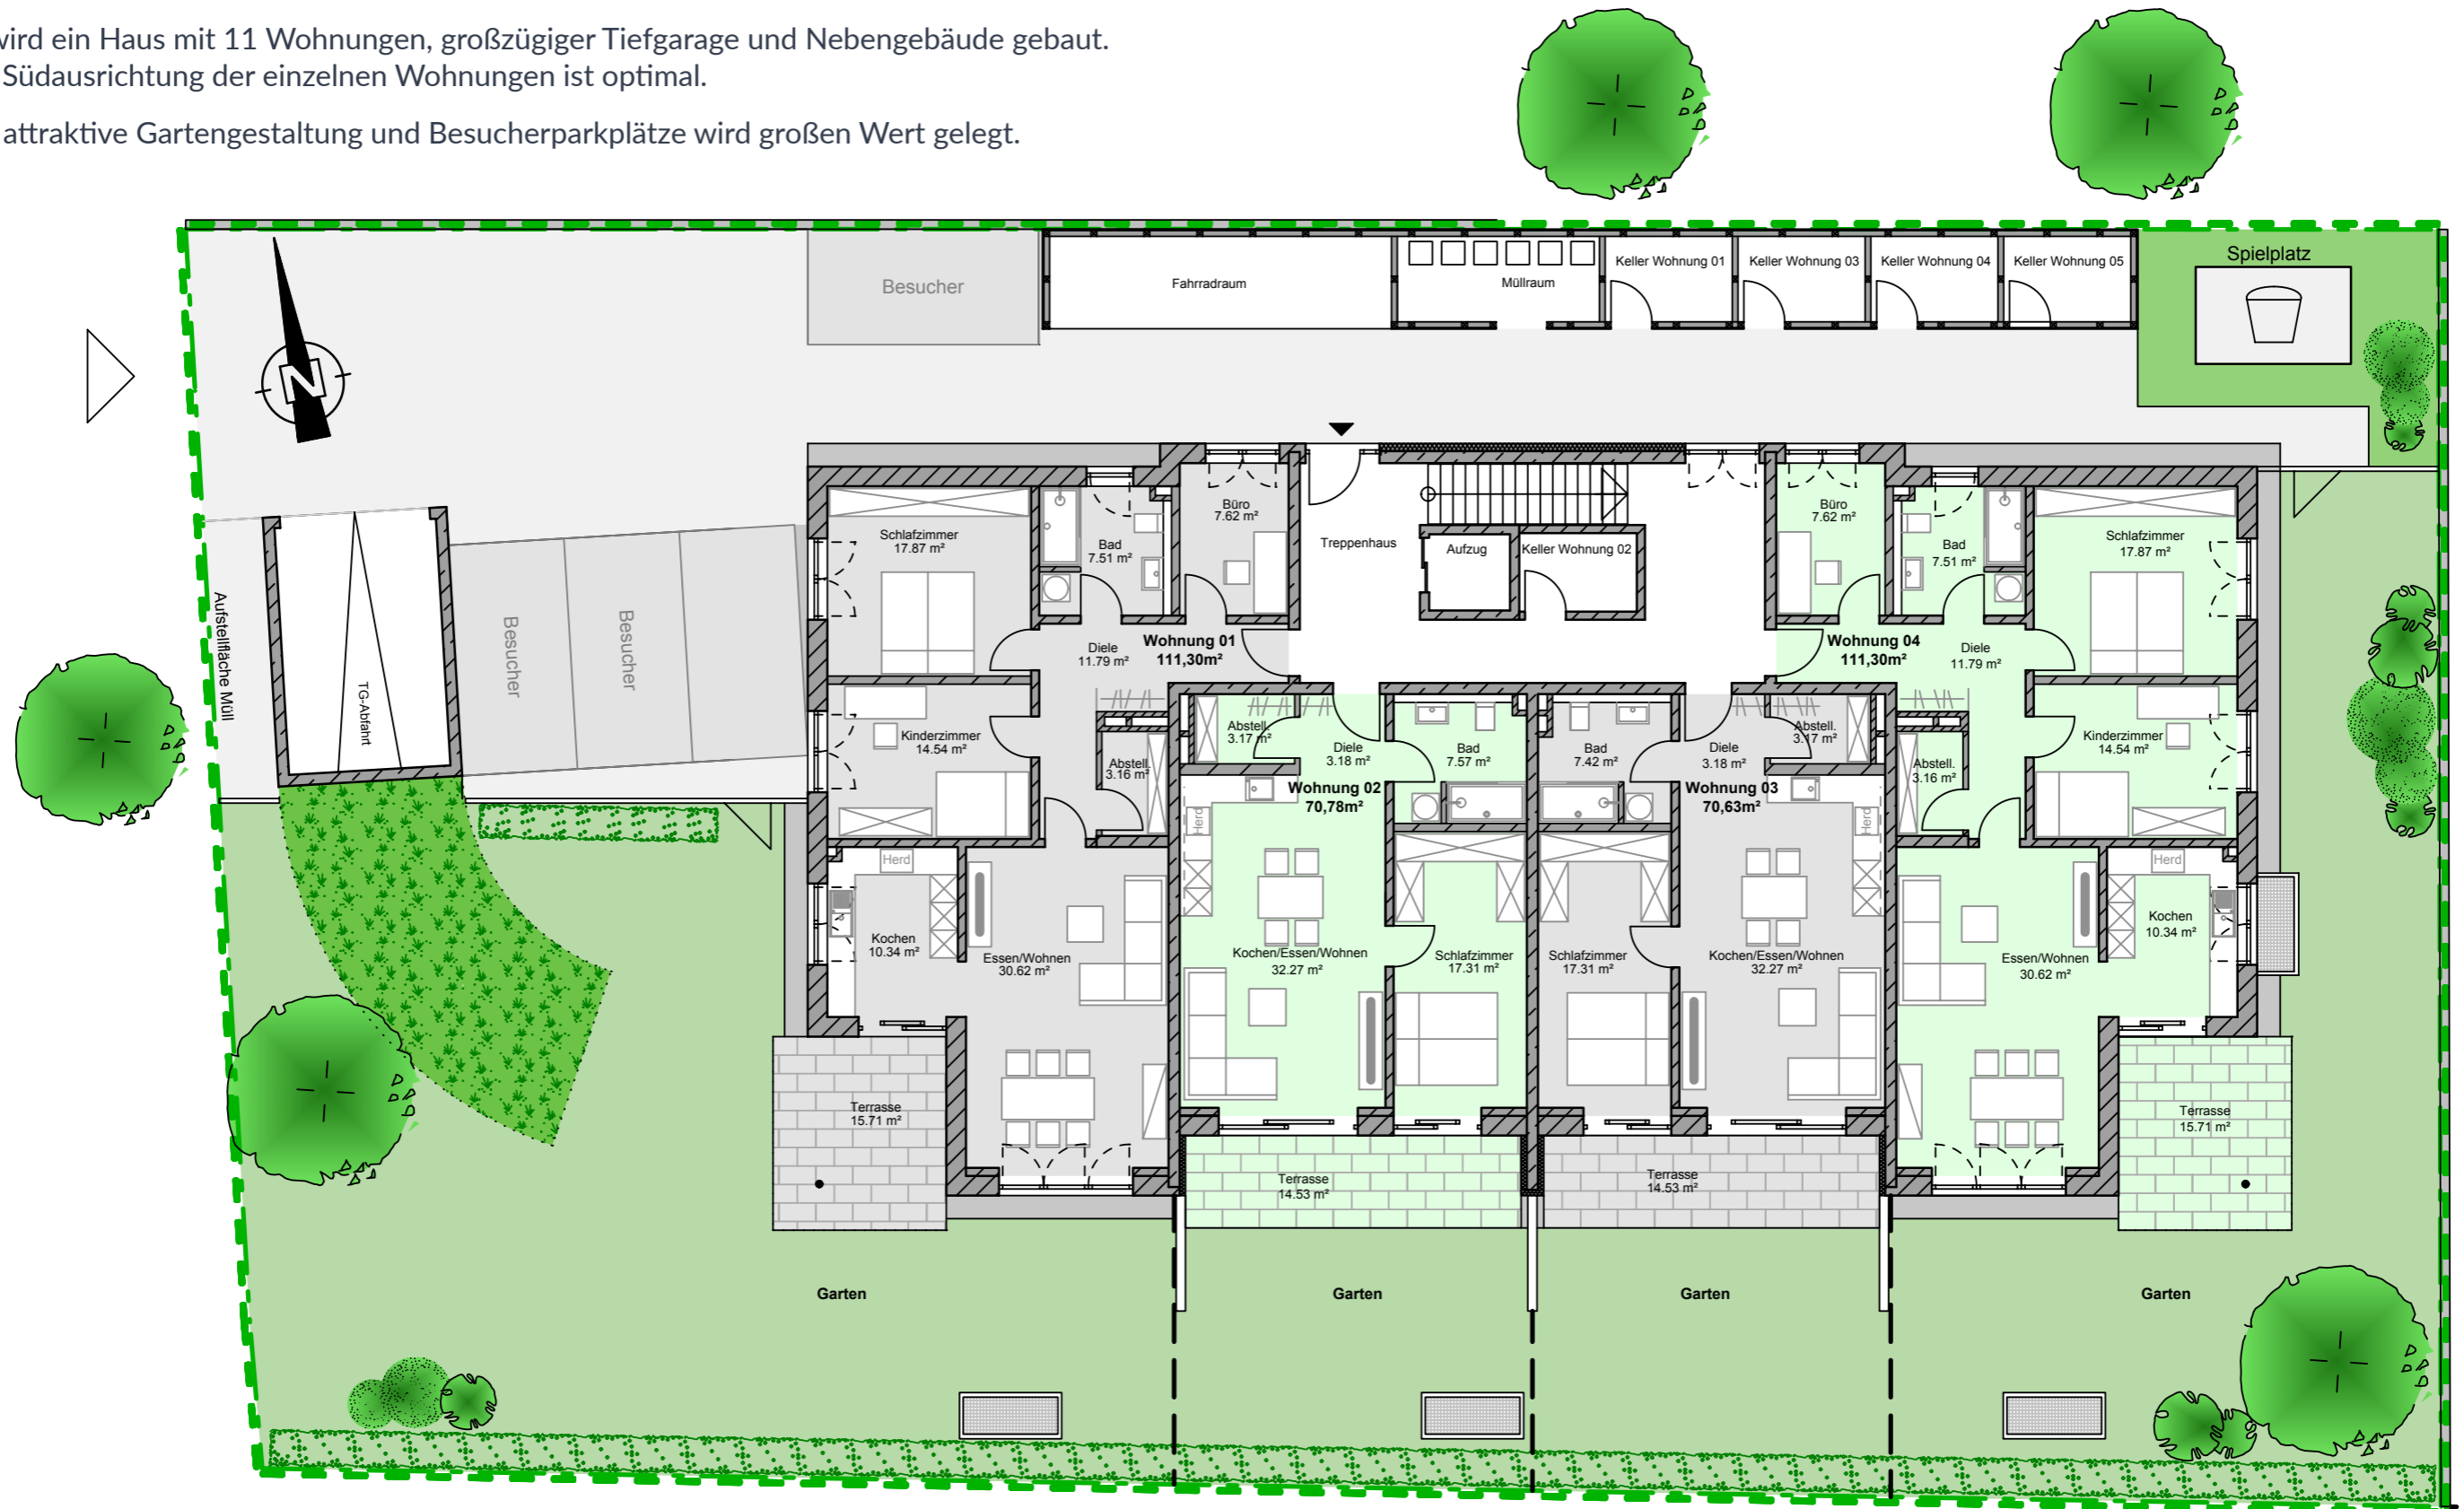 wird ein Haus mit 11 Wohnungen, großzügiger Tiefgarage und Nebengebäude gebaut.
Südausrichtung der einzelnen Wohnungen ist optimal.
attraktive Gartengestaltung und Besucherparkplätze wird großen Wert gelegt.
Besucher
Fahrradraum
Müllraum
Keller Wohnung 01
Keller Wohnung 03
Keller Wohnung 04
Keller Wohnung 05
Spielplatz
N
Aufstellfläche Müll
TG-Abfahrt
Besucher
Besucher
Schlafzimmer
17.87 m²
Bad
7.51 m²
Büro
7.62 m²
Treppenhaus
Aufzug
Keller Wohnung 02
Büro
7.62 m²
Bad
7.51 m²
Schlafzimmer
17.87 m²
Diele
11.79 m²
Wohnung 01
111,30m²
Wohnung 04
111,30m²
Diele
11.79 m²
Kinderzimmer
14.54 m²
Abstell.
3.16 m²
Abstell.
3.17 m²
Diele
3.18 m²
Bad
7.57 m²
Bad
7.42 m²
Diele
3.18 m²
Abstell.
3.17 m²
Abstell.
3.16 m²
Kinderzimmer
14.54 m²
Wohnung 02
70,78m²
Wohnung 03
70,63m²
Herd
Herd
Herd
Herd
Kochen
10.34 m²
Essen/Wohnen
30.62 m²
Kochen/Essen/Wohnen
32.27 m²
Schlafzimmer
17.31 m²
Schlafzimmer
17.31 m²
Kochen/Essen/Wohnen
32.27 m²
Essen/Wohnen
30.62 m²
Kochen
10.34 m²
Terrasse
15.71 m²
Terrasse
14.53 m²
Terrasse
14.53 m²
Terrasse
15.71 m²
Garten
Garten
Garten
Garten